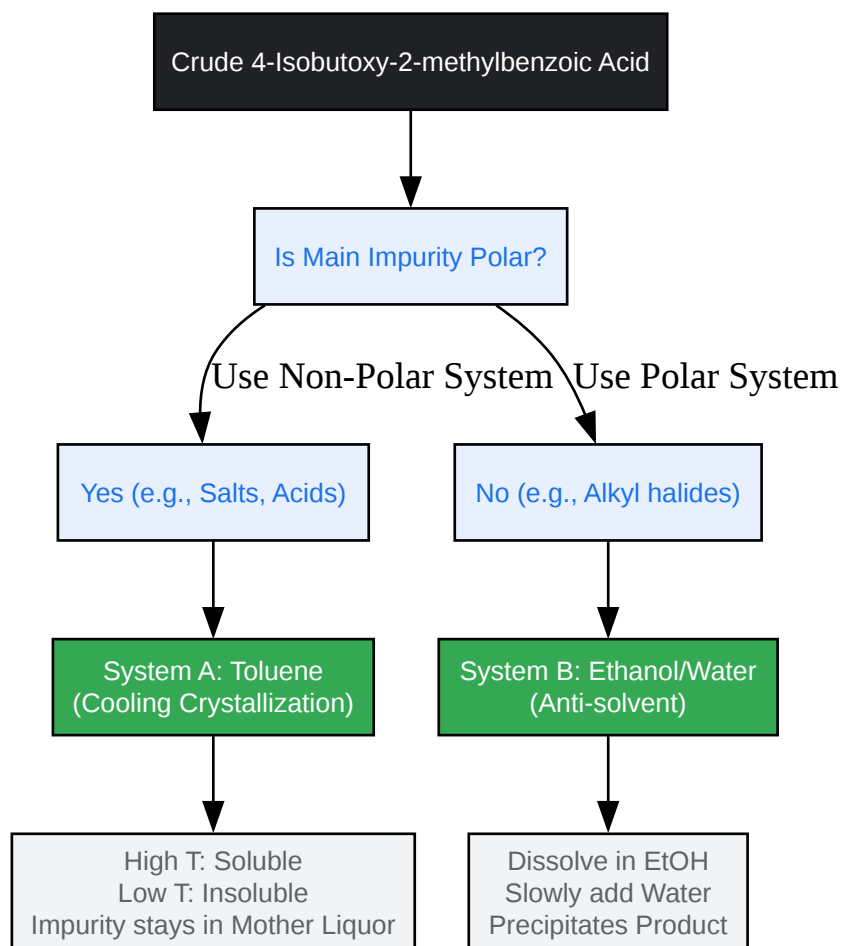 Crude 4-Isobutoxy-2-methylbenzoic Acid
Is Main Impurity Polar?
Use Non-Polar System
Use Polar System
Yes (e.g., Salts, Acids)
No (e.g., Alkyl halides)
System A: Toluene
(Cooling Crystallization)
System B: Ethanol/Water
(Anti-solvent)
High T: Soluble
Low T: Insoluble
Impurity stays in Mother Liquor
Dissolve in EtOH
Slowly add Water
Precipitates Product